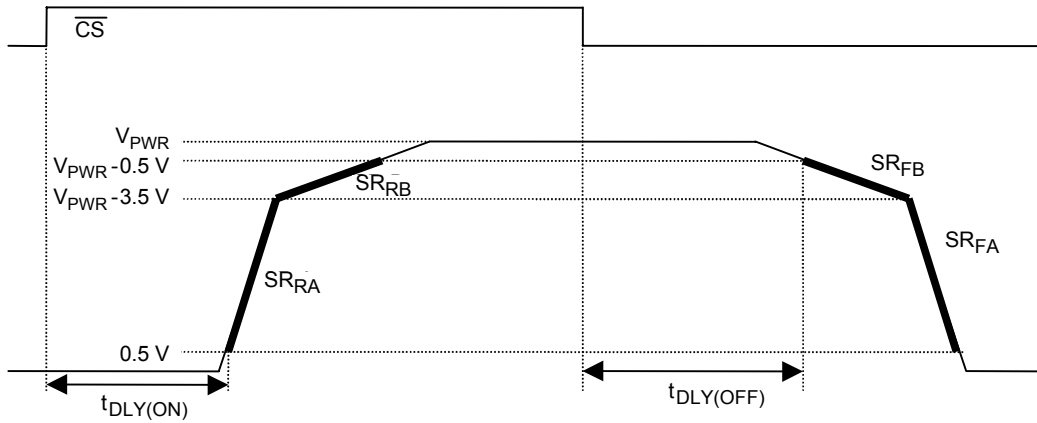 CS
V_PWR
V_PWR -0.5 V
SR_RB
SR_FB
V_PWR -3.5 V
SR_FA
SR_RA
0.5 V
t_DLY(ON)
t_DLY(OFF)